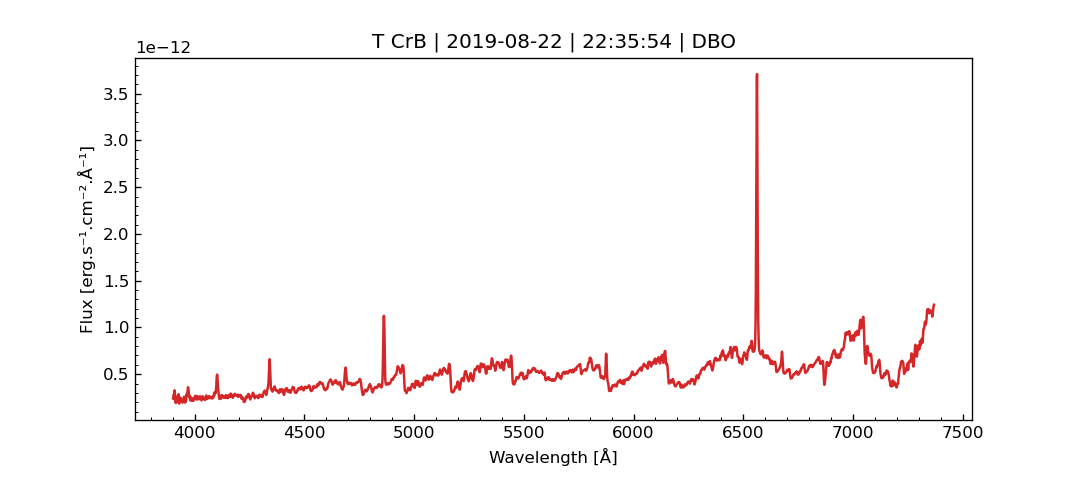 T CrB | 2019-08-22 | 22:35:54 | DBO
1e−12
3.5
3.0
2.5
2.0
1.5
1.0
0.5
Flux [erg.s⁻¹.cm⁻².Å⁻¹]
4000 4500 5000 5500 6000 6500 7000 7500
Wavelength [Å]